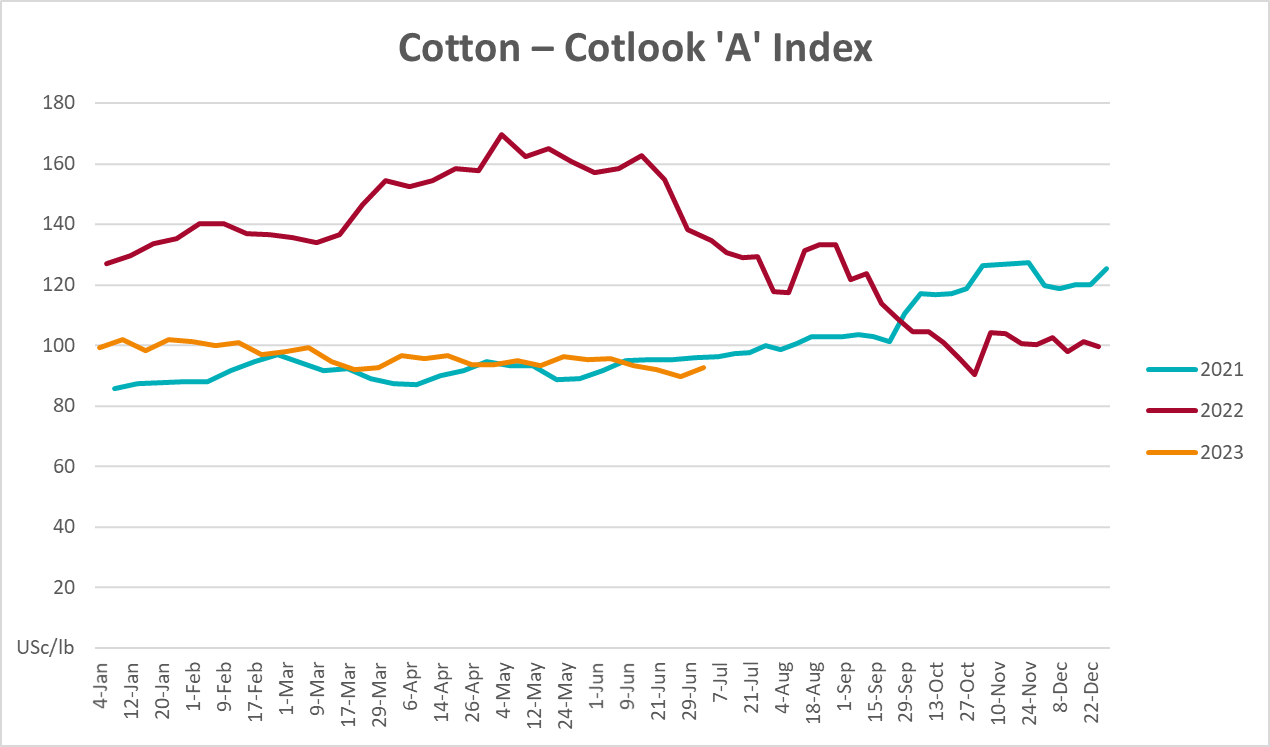 Cotton – Cotlook 'A' Index
180
160
140
120
100
80
60
40
20
USc/lb
4-Jan
12-Jan
20-Jan
1-Feb
9-Feb
17-Feb
1-Mar
9-Mar
17-Mar
29-Mar
6-Apr
14-Apr
26-Apr
4-May
12-May
24-May
1-Jun
9-Jun
21-Jun
29-Jun
7-Jul
21-Jul
4-Aug
18-Aug
1-Sep
15-Sep
29-Sep
13-Oct
27-Oct
10-Nov
24-Nov
8-Dec
22-Dec
2021
2022
2023